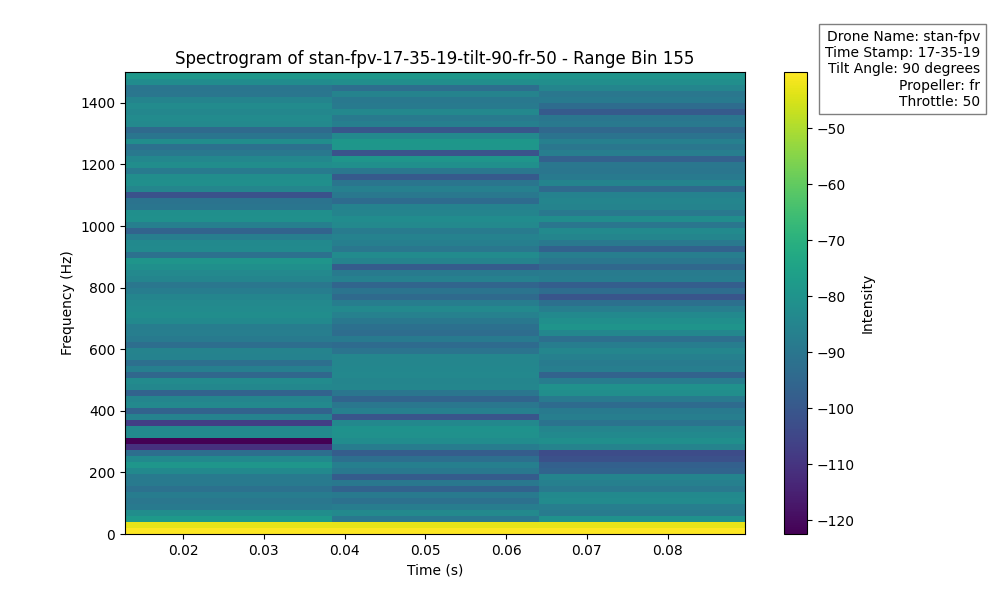 Drone Name: stan-fpv
Time Stamp: 17-35-19
Tilt Angle: 90 degrees
Propeller: fr
Throttle: 50
Spectrogram of stan-fpv-17-35-19-tilt-90-fr-50 - Range Bin 155
Frequency (Hz)
1400
1200
1000
800
600
400
200
0
0.02 0.03 0.04 0.05 0.06 0.07 0.08
Time (s)
−50
−60
−70
−80
−90
−100
−110
−120
Intensity